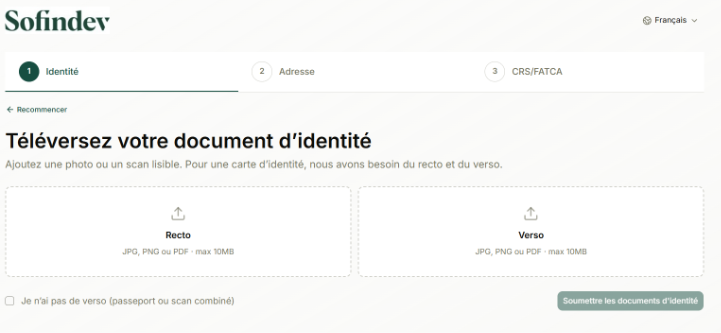 Sofindev
Français
1 Identité
2 Adresse
3 CRS/FATCA
← Recommencer
Téléversez votre document d'identité
Ajoutez une photo ou un scan lisible. Pour une carte d'identité, nous avons besoin du recto et du verso.
Recto
JPG, PNG ou PDF · max 10MB
Verso
JPG, PNG ou PDF · max 10MB
Je n'ai pas de verso (passeport ou scan combiné)
Soumettre les documents d'identité